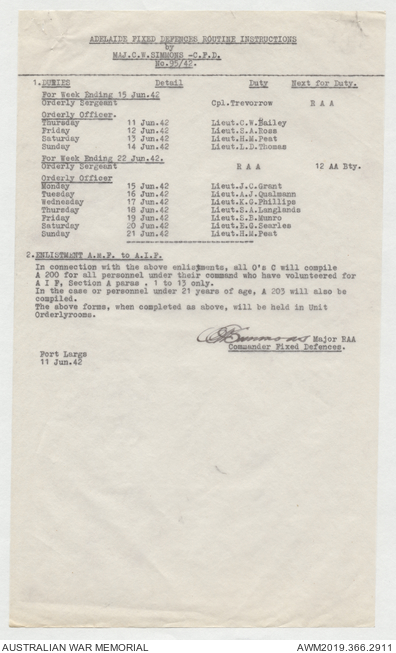 ADELAIDE FIXED DEFENCES ROUTINE INSTRUCTIONS
by
MAJ.C.W.SIMMONS -C.F.D.
No.95/42.
1. DUTIES Detail Duty Next for Duty.
For Week Ending 15 Jun.42
Orderly Sergeant Cpl.Trevorrow R A A
Orderly Officer.
Thursday 11 Jun.42 Lieut.C.W.Bailey
Friday 12 Jun.42 Lieut.S.A.Ross
Saturday 13 Jun.42 Lieut.H.M.Peat
Sunday 14 Jun.42 Lieut.L.D.Thomas
For Week Ending 22 Jun.42.
Orderly Sergeant R A A 12 AA Bty.
Orderly Officer
Monday 15 Jun.42 Lieut.J.C.Grant
Tuesday 16 Jun.42 Lieut.A.J.Qualmann
Wednesday 17 Jun.42 Lieut.K.G.Phillips
Thursday 18 Jun.42 Lieut.S.A.Langlands
Friday 19 Jun.42 Lieut.S.B.Munro
Saturday 20 Jun.42 Lieut.R.G.Searles
Sunday 21 Jun.42 Lieut.H.M.Peat
2. ENLISTMENT A.M.F. to A.I.F.
In connection with the above enlistments, all O's C will compile
A 200 for all personnel under their command who have volunteered for
A I F, Section A paras . 1 to 13 only.
In the case or personnel under 21 years of age, A 203 will also be
compiled.
The above forms, when completed as above, will be held in Unit
Orderlyrooms.
Simmons Major RAA
Commander Fixed Defences.
Fort Largs
11 Jun.42
AUSTRALIAN WAR MEMORIAL AWM2019.366.2911